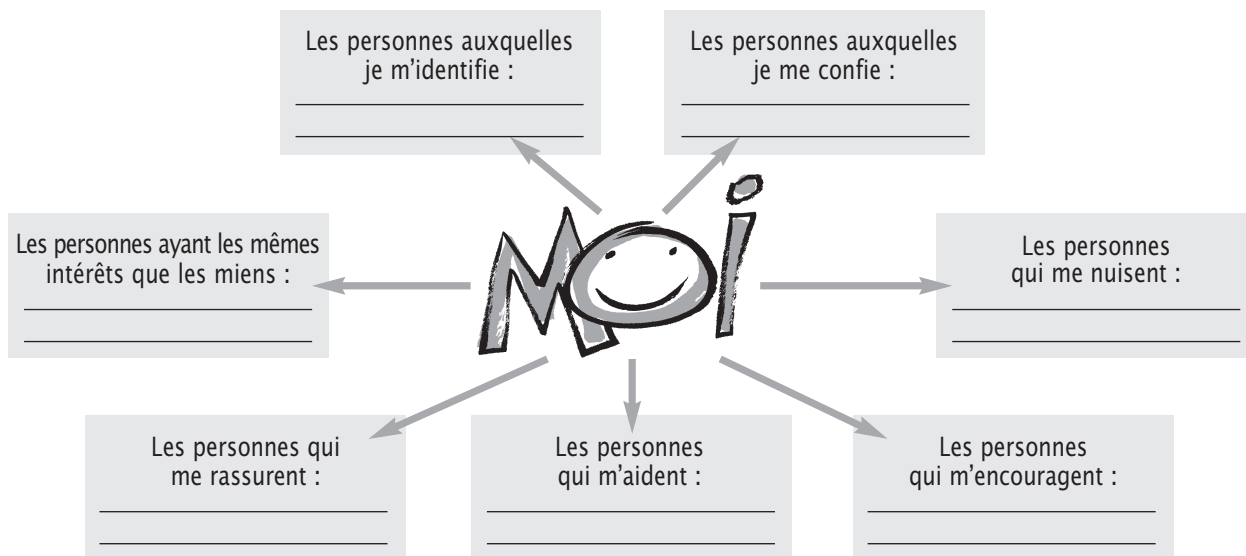 Les personnes auxquelles
je m'identifie :
Les personnes auxquelles
je me confie :
Les personnes ayant les mêmes
intérêts que les miens :
MOi
Les personnes
qui me nuisent :
Les personnes qui
me rassurent :
Les personnes
qui m'aident :
Les personnes
qui m'encouragent :